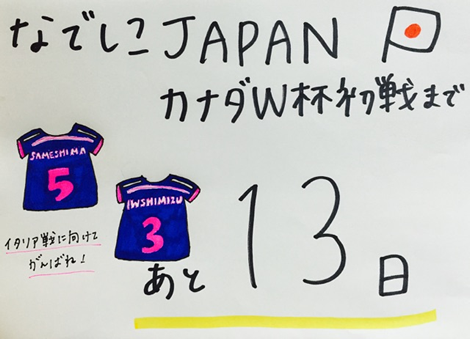 なでしこJAPAN
カナダW杯初戦まで
SAMESHIMA
5
IWSHIMIZU
3
イタリア戦に向けて
がんばれ!
あと13日